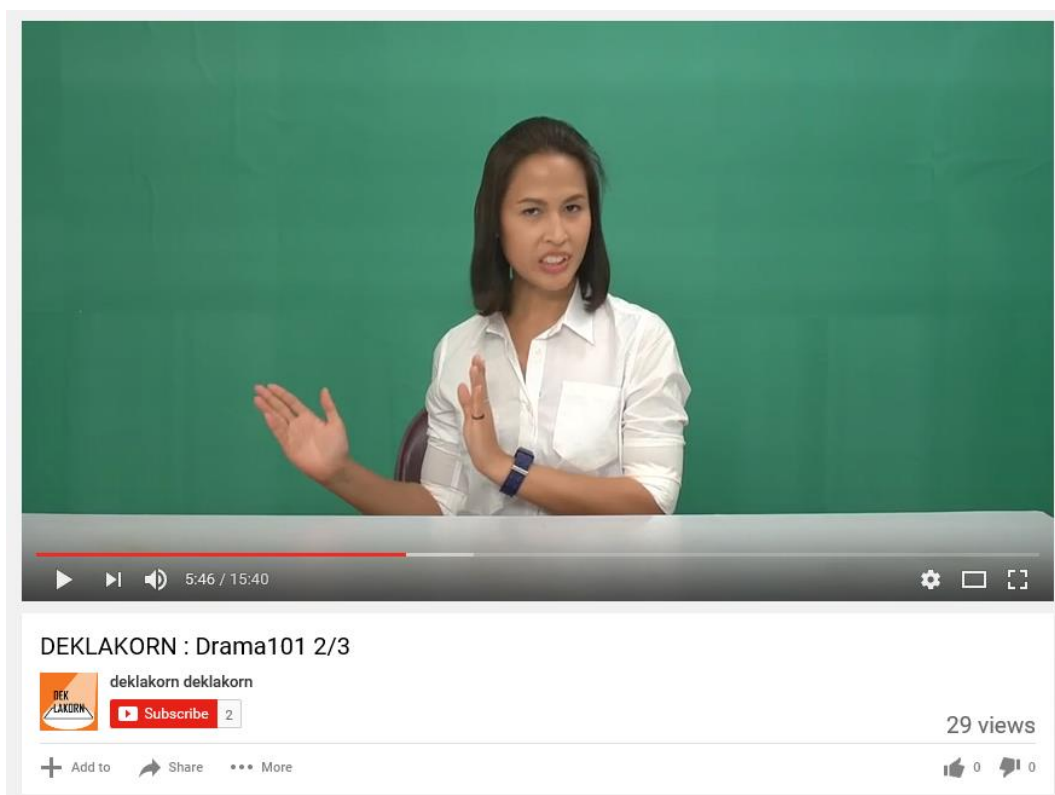 5:46 / 15:40
DEKLAKORN : Drama101 2/3
DEK
LAKORN
deklakorn deklakorn
Subscribe 2
29 views
Add to Share More 0 0